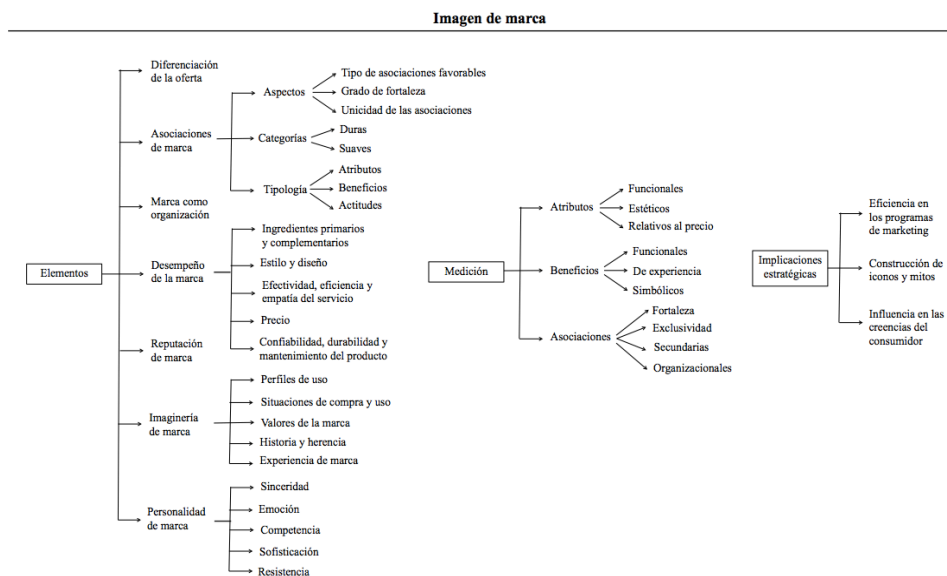 Imagen de marca
Elementos
Diferenciación
de la oferta
Asociaciones
de marca
Aspectos
Tipo de asociaciones favorables
Grado de fortaleza
Unicidad de las asociaciones
Categorías
Duras
Suaves
Tipología
Atributos
Beneficios
Actitudes
Marca como
organización
Desempeño
de la marca
Ingredientes primarios
y complementarios
Estilo y diseño
Efectividad, eficiencia y
empatía del servicio
Precio
Confiabilidad, durabilidad y
mantenimiento del producto
Reputación
de marca
Imaginería
de marca
Perfiles de uso
Situaciones de compra y uso
Valores de la marca
Historia y herencia
Experiencia de marca
Personalidad
de marca
Sinceridad
Emoción
Competencia
Sofisticación
Resistencia
Medición
Atributos
Funcionales
Estéticos
Relativos al precio
Beneficios
Funcionales
De experiencia
Simbólicos
Asociaciones
Fortaleza
Exclusividad
Secundarias
Organizacionales
Implicaciones
estratégicas
Eficiencia en
los programas
de marketing
Construcción de
iconos y mitos
Influencia en las
creencias del
consumidor